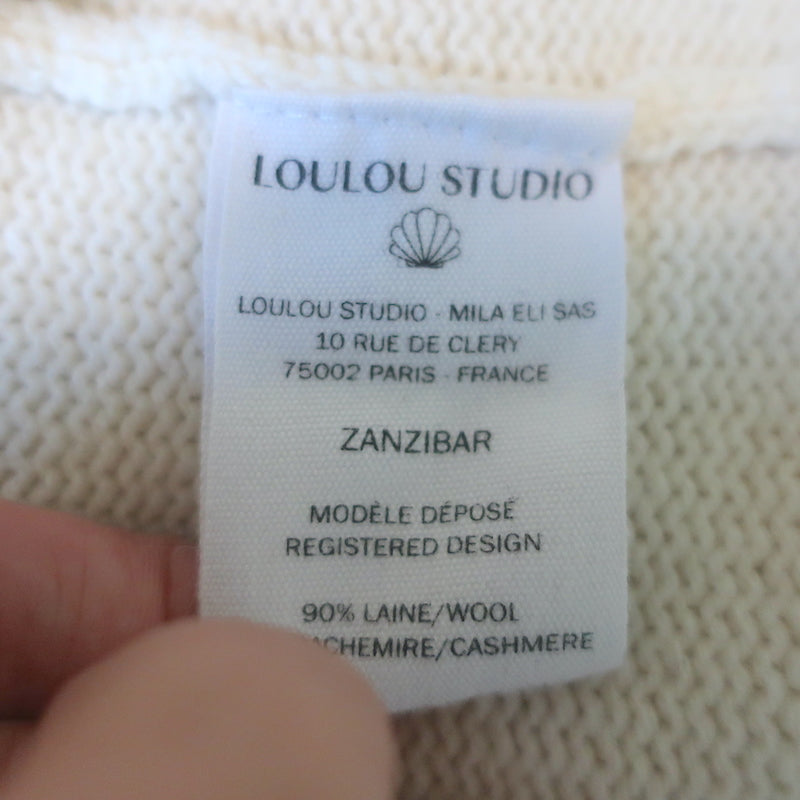 LOULOU STUDIO
LOULOU STUDIO - MILA ELI SAS
10 RUE DE CLERY
75002 PARIS - FRANCE
ZANZIBAR
MODÈLE DÉPOSÉ
REGISTERED DESIGN
90% LAINE/WOOL
ACHEMIRE/CASHMERE